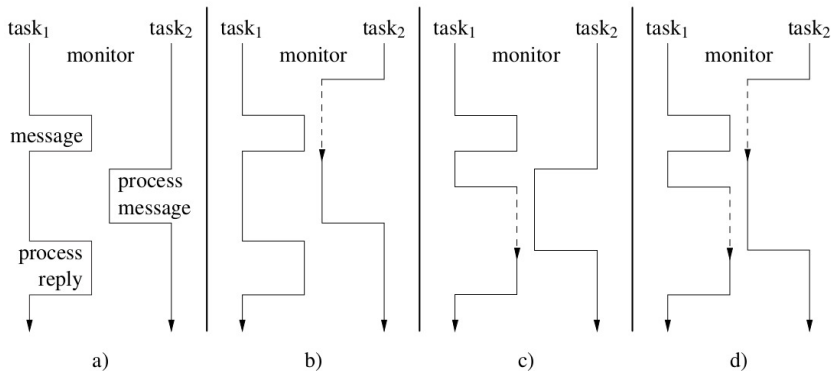 task₁ task₂ task₁ task₂ task₁ task₂ task₁ task₂
monitor monitor monitor monitor
message
process
message
process
reply
a) b) c) d)